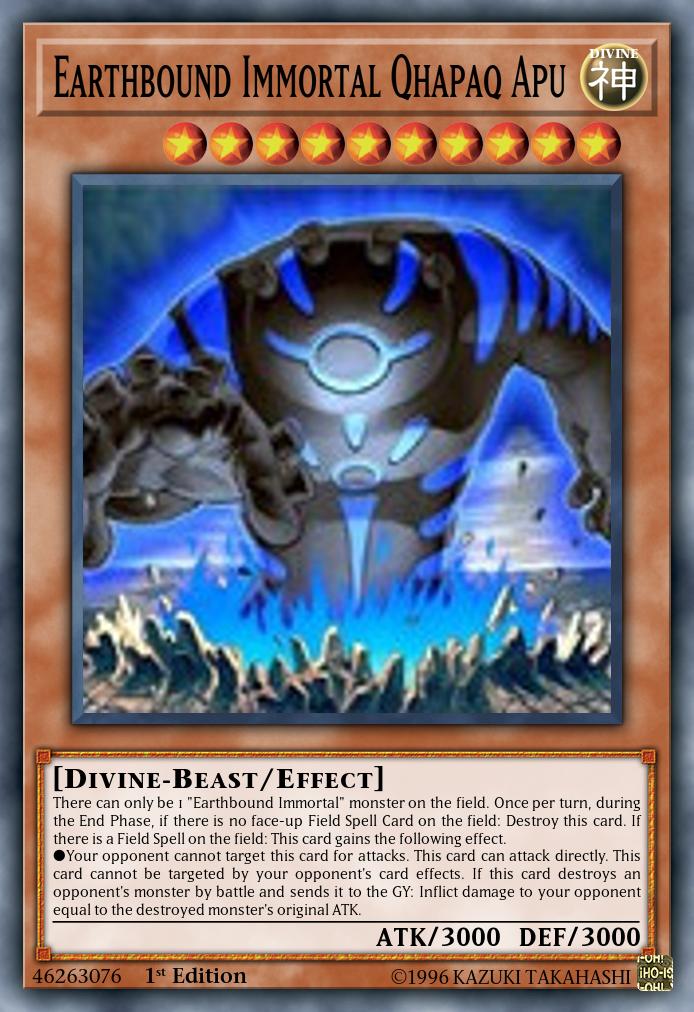 Earthbound Immortal Qhapaq Apu
DIVINE
神
[Divine-Beast/Effect]
There can only be 1 "Earthbound Immortal" monster on the field. Once per turn, during
the End Phase, if there is no face-up Field Spell Card on the field: Destroy this card. If
there is a Field Spell on the field: This card gains the following effect.
●Your opponent cannot target this card for attacks. This card can attack directly. This
card cannot be targeted by your opponent's card effects. If this card destroys an
opponent's monster by battle and sends it to the GY: Inflict damage to your opponent
equal to the destroyed monster's original ATK.
ATK/3000 DEF/3000
46263076 1st Edition ©1996 KAZUKI TAKAHASHI